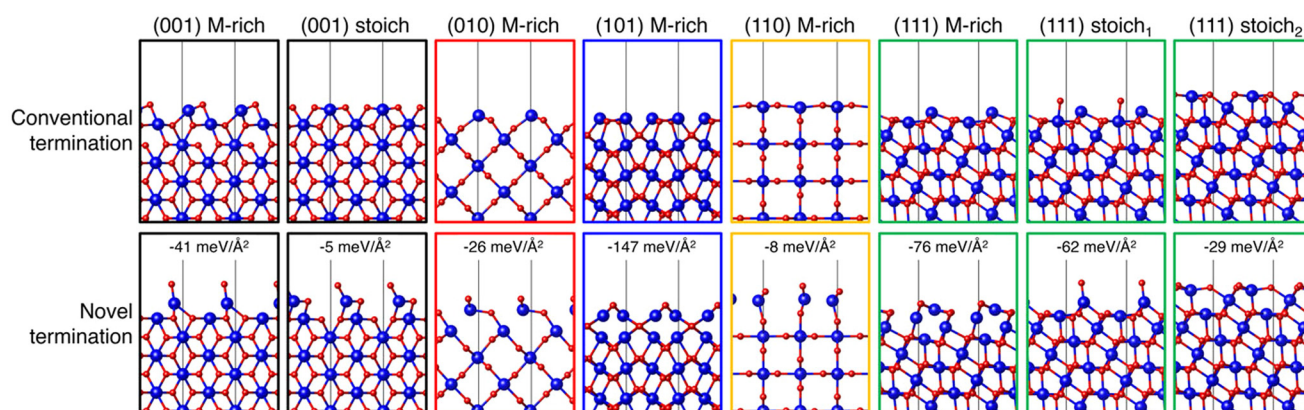 (001) M-rich
(001) stoich
(010) M-rich
(101) M-rich
(110) M-rich
(111) M-rich
(111) stoich₁
(111) stoich₂
Conventional
termination
-41 meV/Å²
-5 meV/Å²
-26 meV/Å²
-147 meV/Å²
-8 meV/Å²
-76 meV/Å²
-62 meV/Å²
-29 meV/Å²
Novel
termination